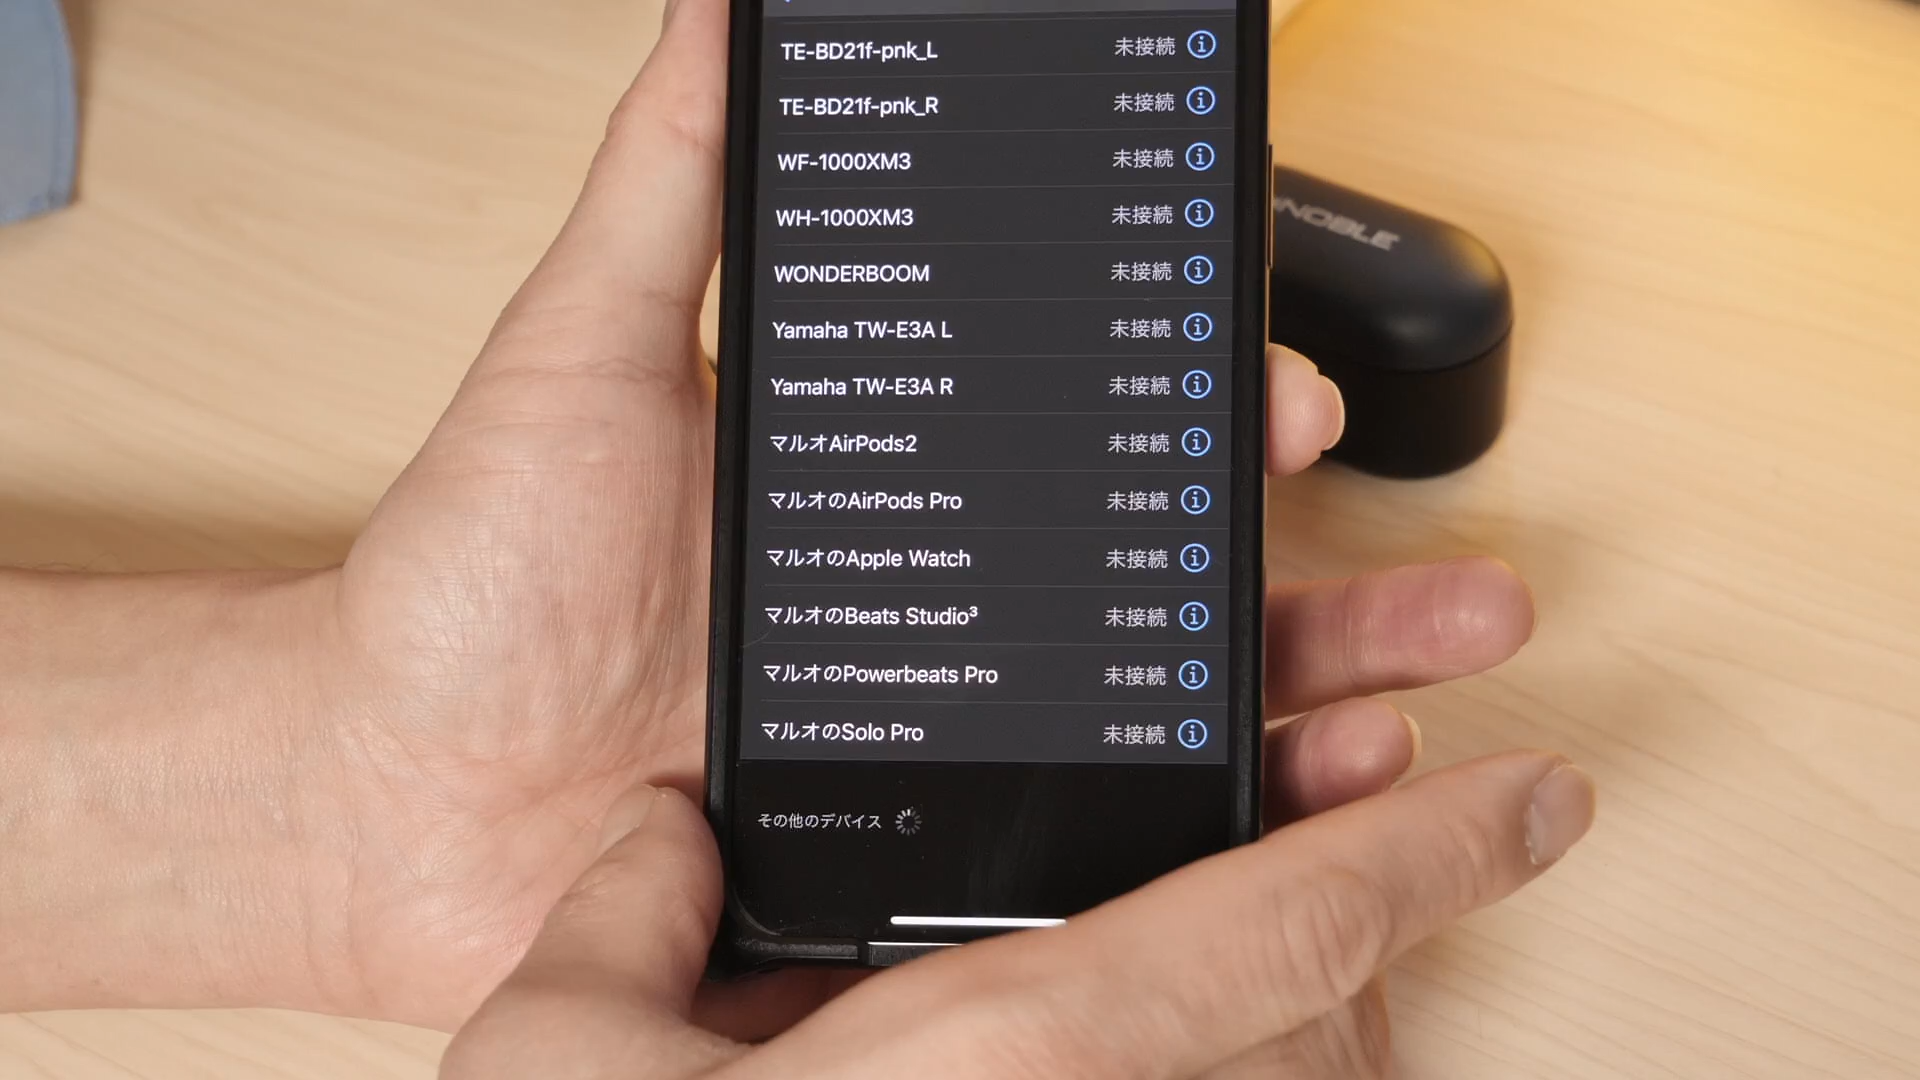 TE-BD21f-pnk_L 未接続
TE-BD21f-pnk_R 未接続
WF-1000XM3 未接続
WH-1000XM3 未接続
WONDERBOOM 未接続
Yamaha TW-E3A L 未接続
Yamaha TW-E3A R 未接続
マルオAirPods2 未接続
マルオのAirPods Pro 未接続
マルオのApple Watch 未接続
マルオのBeats Studio³ 未接続
マルオのPowerbeats Pro 未接続
マルオのSolo Pro 未接続
その他のデバイス
NOBLE